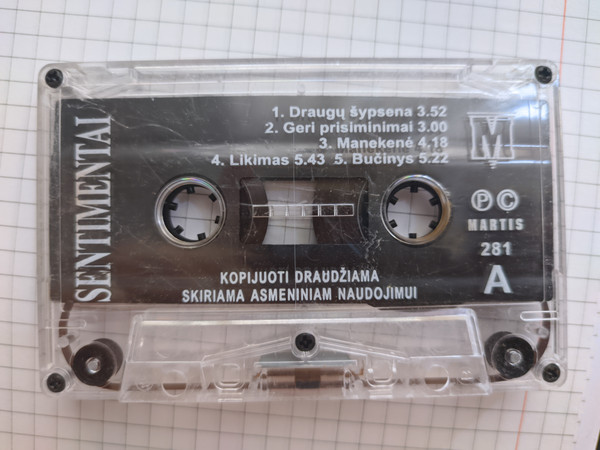 SENTIMENTAI
1. Draugų šypsena 3.52
2. Geri prisiminimai 3.00
3. Manekenė 4.18
4. Likimas 5.43 5. Bučinys 5.22
M
Ⓟ Ⓒ
MARTIS
281
A
KOPIJUOTI DRAUDŽIAMA
SKIRIAMA ASMENINIAM NAUDOJIMUI